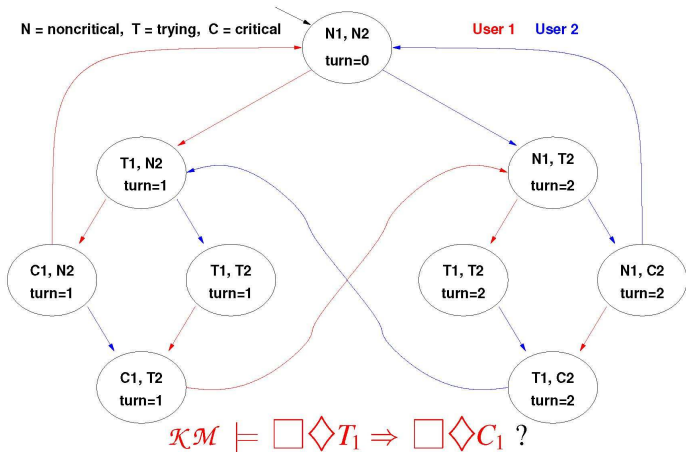 N = noncritical, T = trying, C = critical
User 1 User 2
N1, N2
turn=0
T1, N2
turn=1
N1, T2
turn=2
C1, N2
turn=1
T1, T2
turn=1
T1, T2
turn=2
N1, C2
turn=2
C1, T2
turn=1
T1, C2
turn=2
𝒦ℳ ⊨ □◇T₁ ⇒ □◇C₁ ?